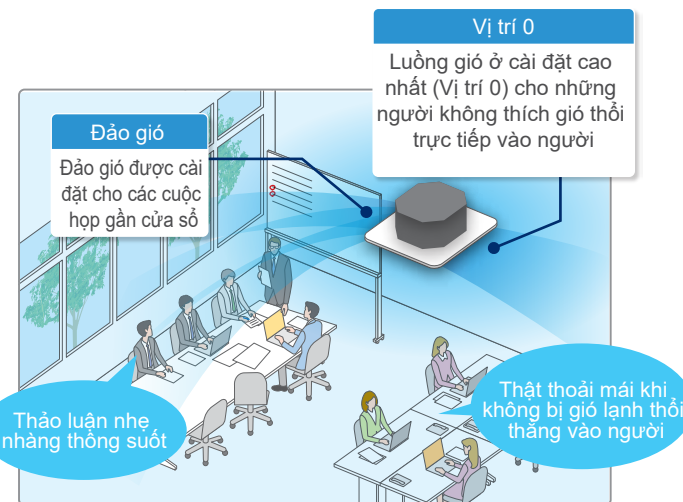 Vị trí 0
Luồng gió ở cài đặt cao
nhất (Vị trí 0) cho những
người không thích gió thổi
trực tiếp vào người
Đảo gió
Đảo gió được cài
đặt cho các cuộc
họp gần cửa sổ
Thảo luận nhẹ
nhàng thông suốt
Thật thoải mái khi
không bị gió lạnh thổi
thẳng vào người